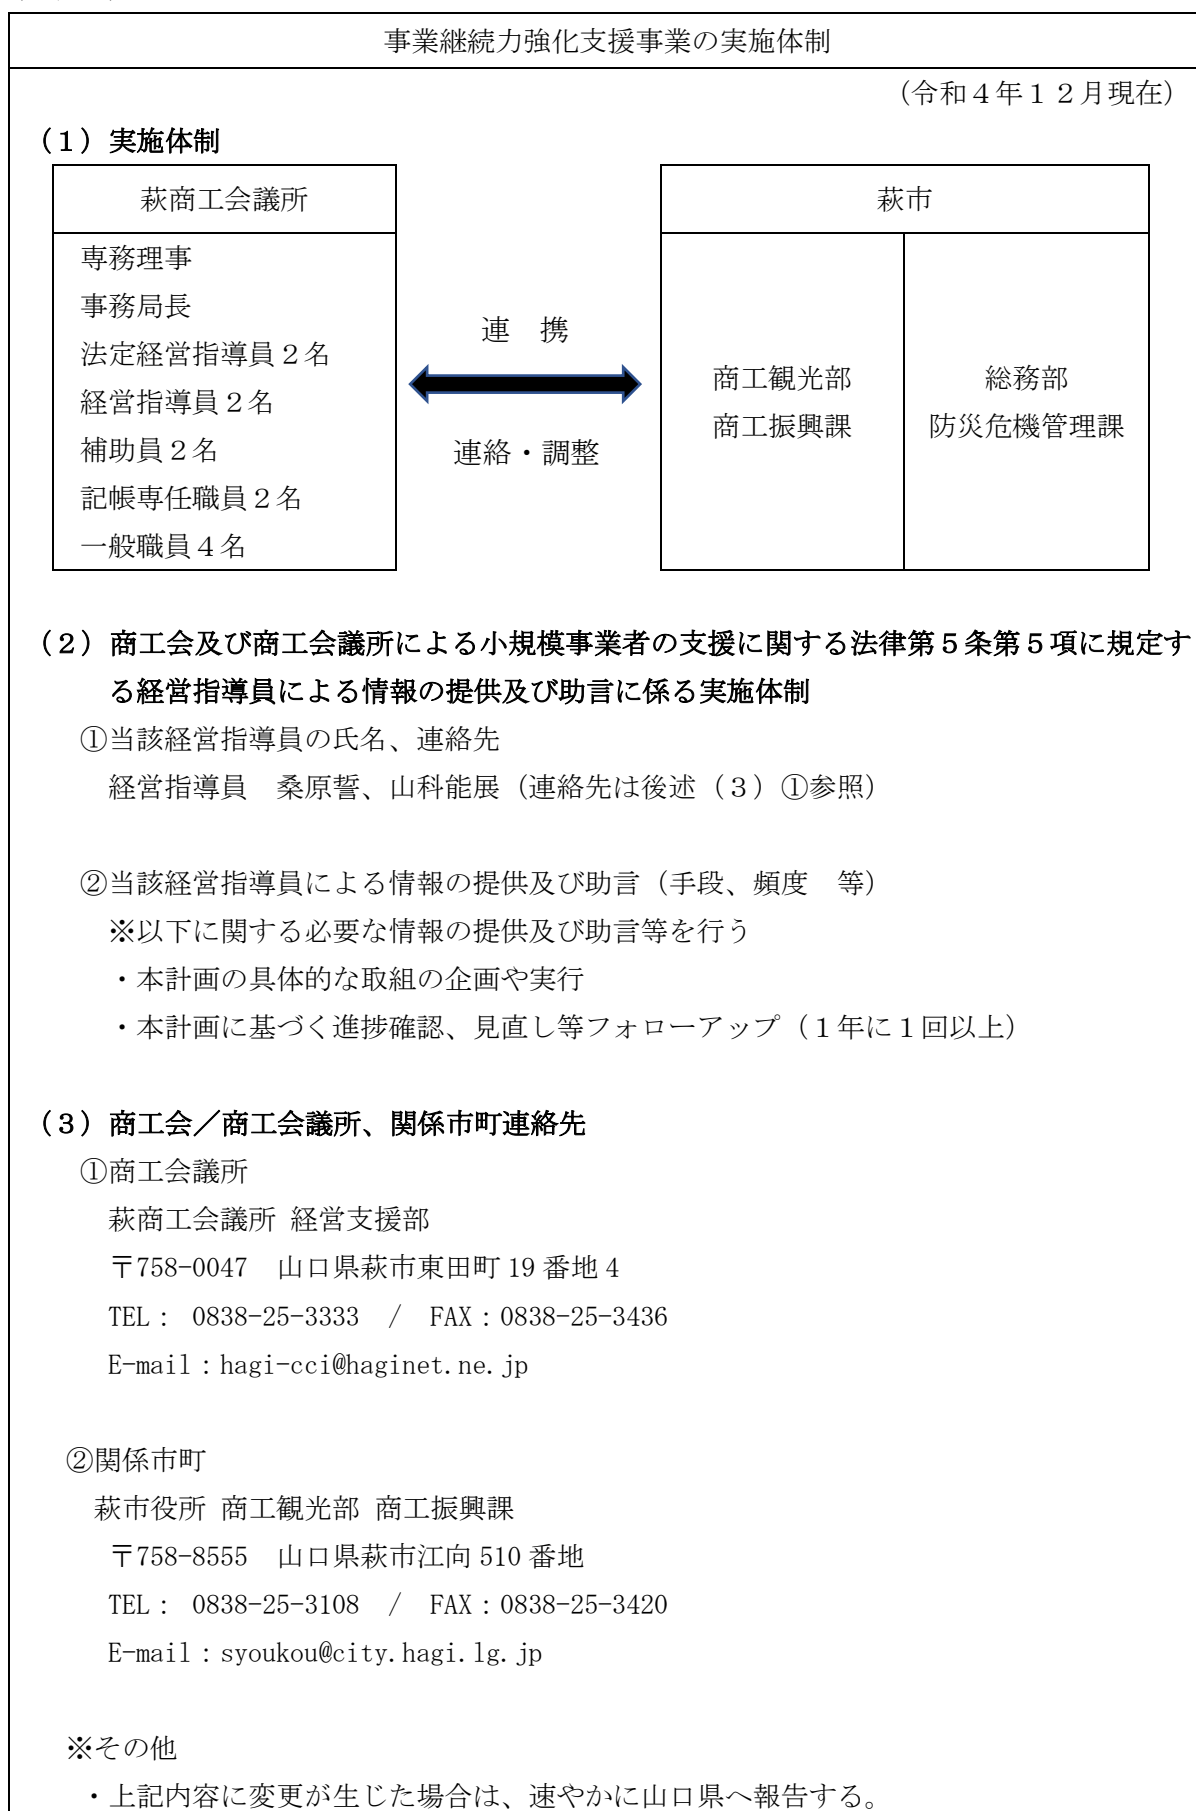 事業継続力強化支援事業の実施体制
（令和４年１２月現在）
（１）実施体制
萩商工会議所
専務理事
事務局長
法定経営指導員２名
経営指導員２名
補助員２名
記帳専任職員２名
一般職員４名
連　携
連絡・調整
萩市
商工観光部
商工振興課
総務部
防災危機管理課
（２）商工会及び商工会議所による小規模事業者の支援に関する法律第５条第５項に規定す
る経営指導員による情報の提供及び助言に係る実施体制
①当該経営指導員の氏名、連絡先
経営指導員　桑原誓、山科能展（連絡先は後述（３）①参照）
②当該経営指導員による情報の提供及び助言（手段、頻度　等）
※以下に関する必要な情報の提供及び助言等を行う
・本計画の具体的な取組の企画や実行
・本計画に基づく進捗確認、見直し等フォローアップ（１年に１回以上）
（３）商工会／商工会議所、関係市町連絡先
①商工会議所
萩商工会議所 経営支援部
〒758-0047　山口県萩市東田町 19 番地 4
TEL： 0838-25-3333　/　FAX：0838-25-3436
E-mail：hagi-cci@haginet.ne.jp
②関係市町
萩市役所 商工観光部 商工振興課
〒758-8555　山口県萩市江向 510 番地
TEL： 0838-25-3108　/　FAX：0838-25-3420
E-mail：syoukou@city.hagi.lg.jp
※その他
・上記内容に変更が生じた場合は、速やかに山口県へ報告する。